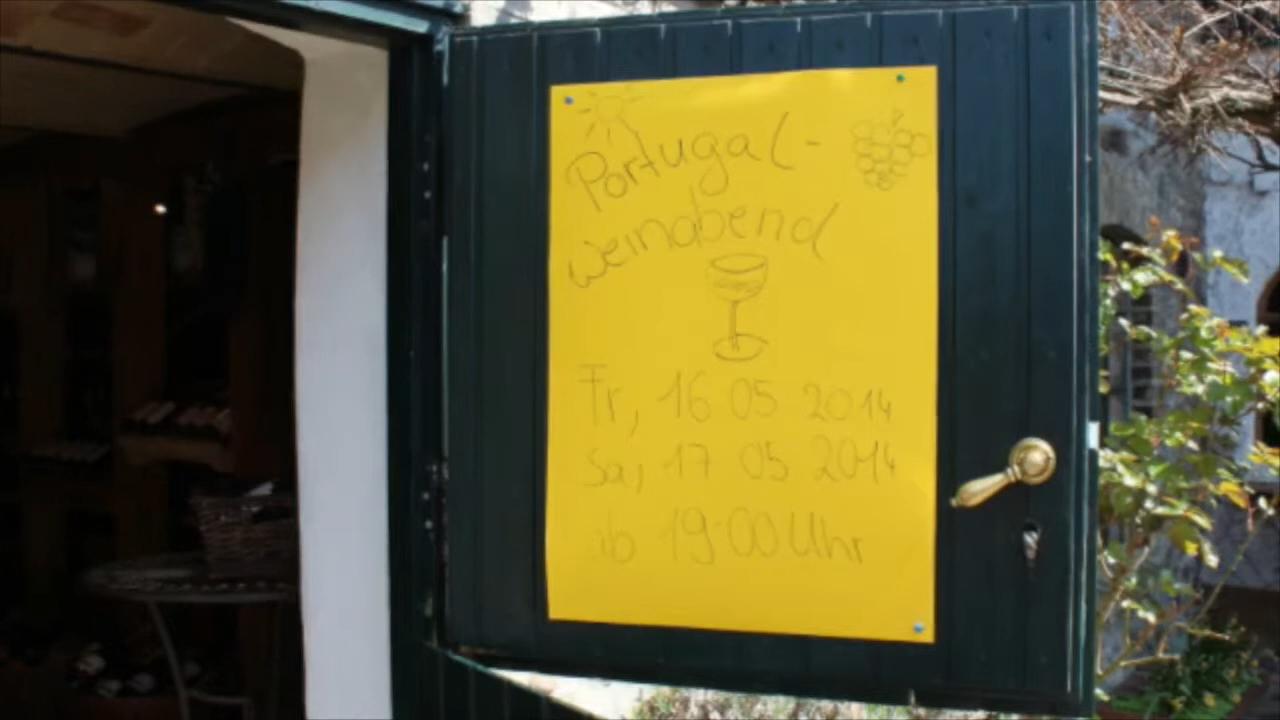 Portugal-
weinabend
Fr, 16 05 2014
Sa, 17 05 2014
ab 19:00 Uhr